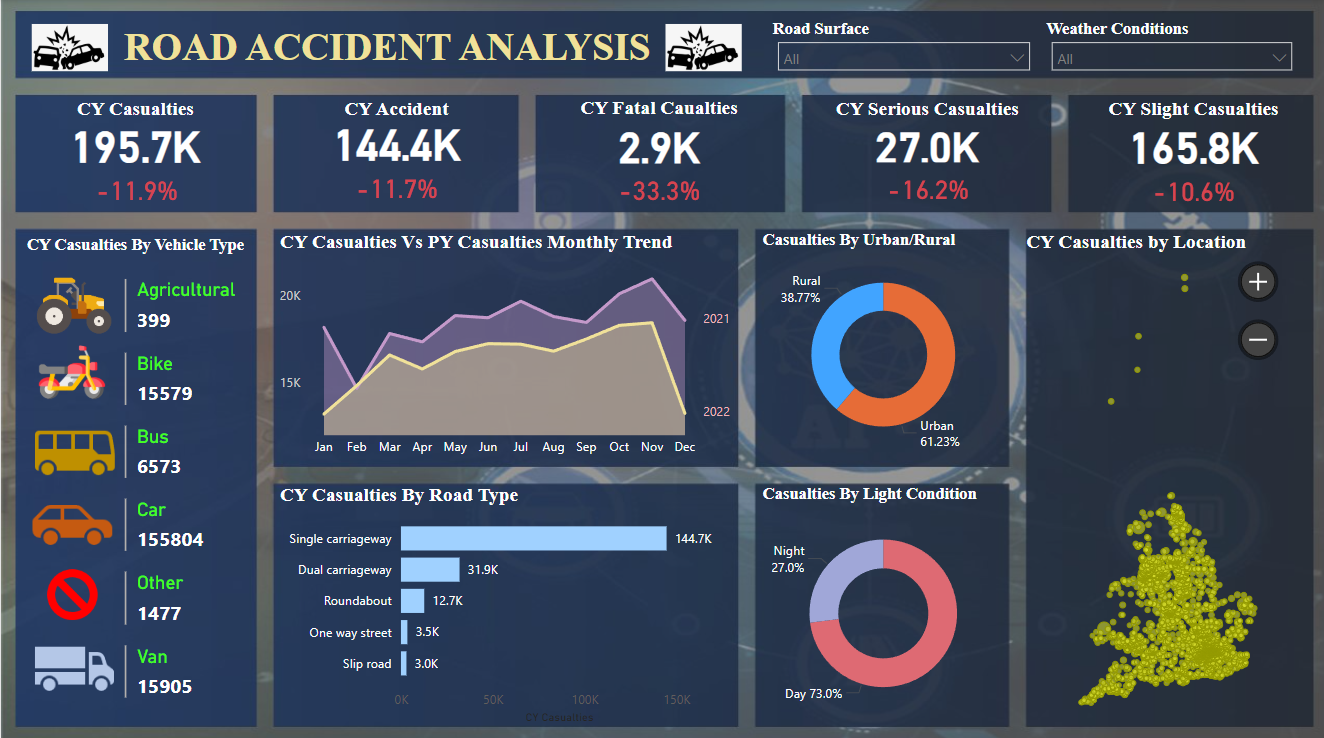 ROAD ACCIDENT ANALYSIS
Road Surface
All
Weather Conditions
All
CY Casualties
195.7K
-11.9%
CY Accident
144.4K
-11.7%
CY Fatal Caualties
2.9K
-33.3%
CY Serious Casualties
27.0K
-16.2%
CY Slight Casualties
165.8K
-10.6%
CY Casualties By Vehicle Type
Agricultural
399
Bike
15579
Bus
6573
Car
155804
Other
1477
Van
15905
CY Casualties Vs PY Casualties Monthly Trend
20K
15K
2021
2022
Jan Feb Mar Apr May Jun Jul Aug Sep Oct Nov Dec
CY Casualties By Road Type
Single carriageway 144.7K
Dual carriageway 31.9K
Roundabout 12.7K
One way street 3.5K
Slip road 3.0K
0K 50K 100K 150K
CY Casualties
Casualties By Urban/Rural
Rural
38.77%
Urban
61.23%
Casualties By Light Condition
Night
27.0%
Day 73.0%
CY Casualties by Location
+
−